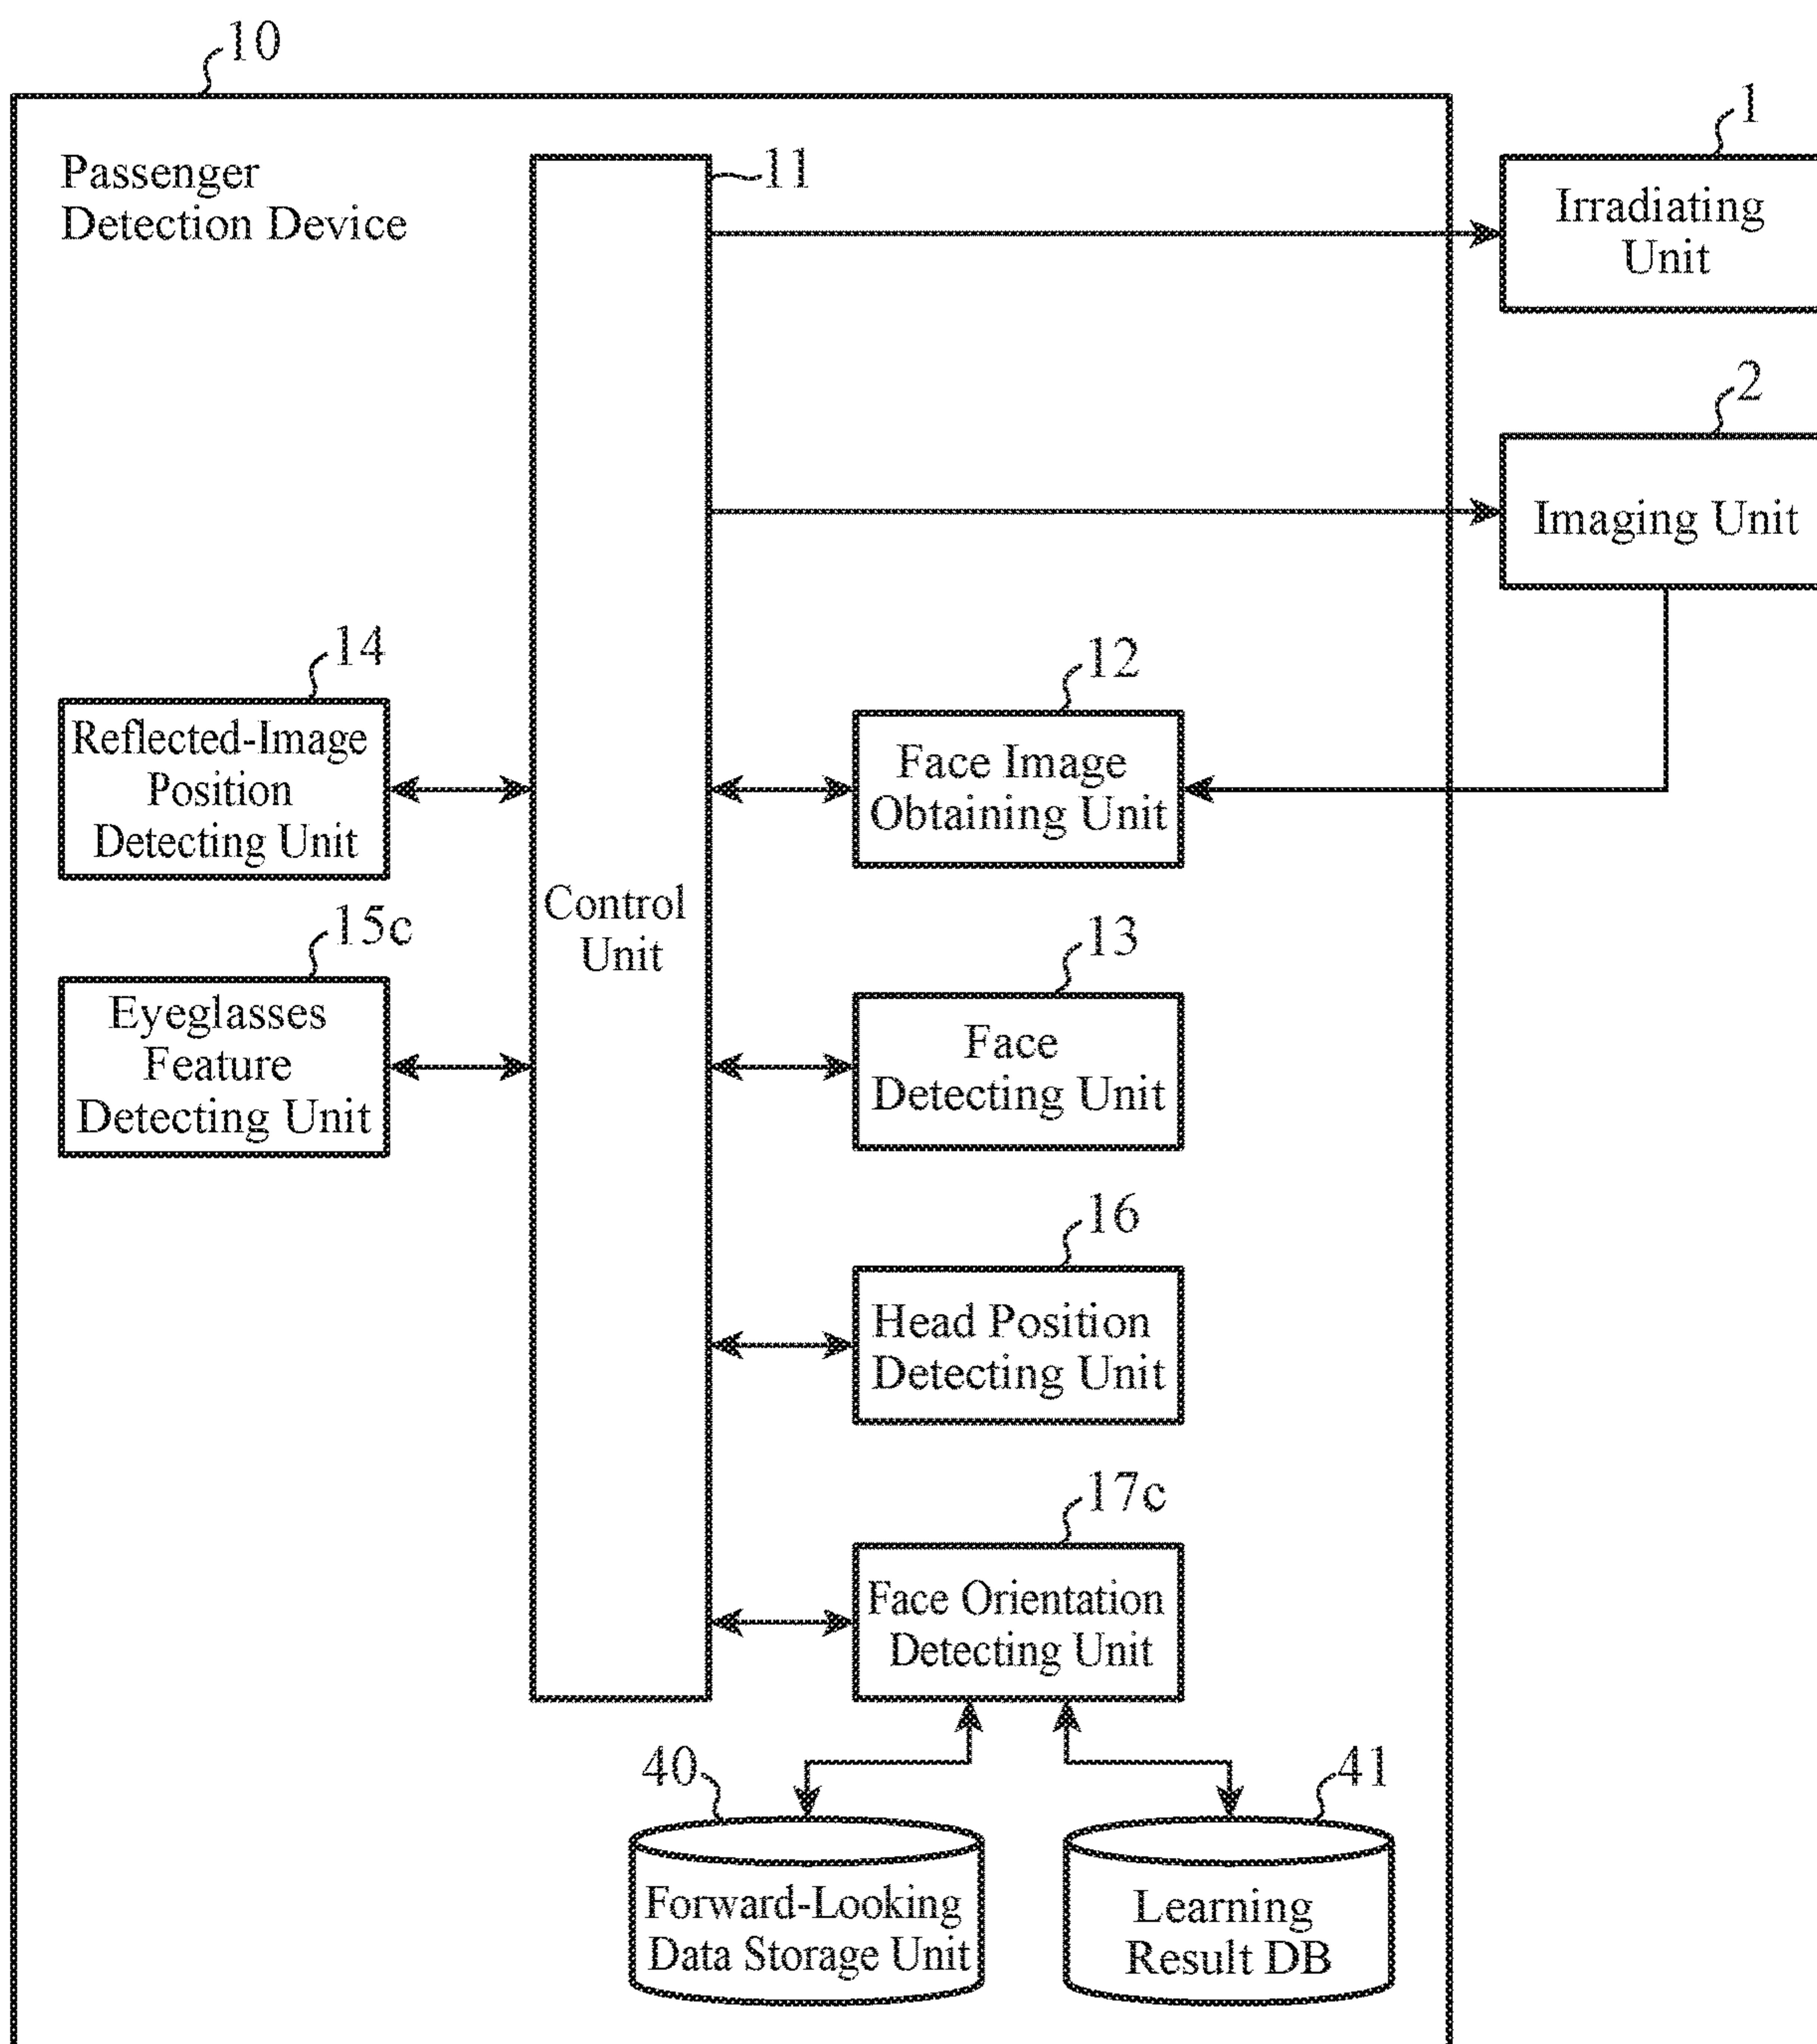 10
Passenger
Detection Device
11
1
Irradiating
Unit
2
Imaging Unit
14
Reflected-Image
Position
Detecting Unit
12
Face Image
Obtaining Unit
Control
Unit
15c
Eyeglasses
Feature
Detecting Unit
13
Face
Detecting Unit
16
Head Position
Detecting Unit
17c
Face Orientation
Detecting Unit
40
Forward-Looking
Data Storage Unit
41
Learning
Result DB